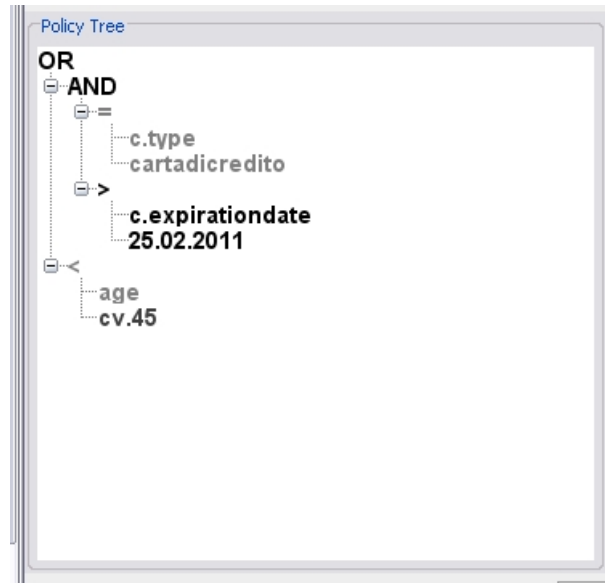 Policy Tree
OR
AND
=
c.type
cartadicredito
>
c.expirationdate
25.02.2011
<
age
cv.45